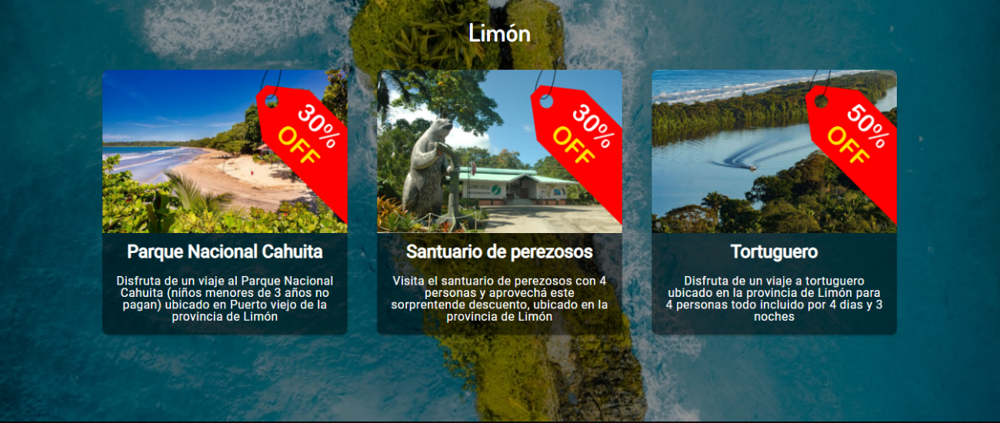 Limón
30%
OFF
30%
OFF
50%
OFF
Parque Nacional Cahuita
Disfruta de un viaje al Parque Nacional
Cahuita (niños menores de 3 años no
pagan) ubicado en Puerto viejo de la
provincia de Limón
Santuario de perezosos
Visita el santuario de perezosos con 4
personas y aprovechá este
sorprentende descuento, ubicado en la
provincia de Limón
Tortuguero
Disfruta de un viaje a tortuguero
ubicado en la provincia de Limón para
4 personas todo incluido por 4 dias y 3
noches